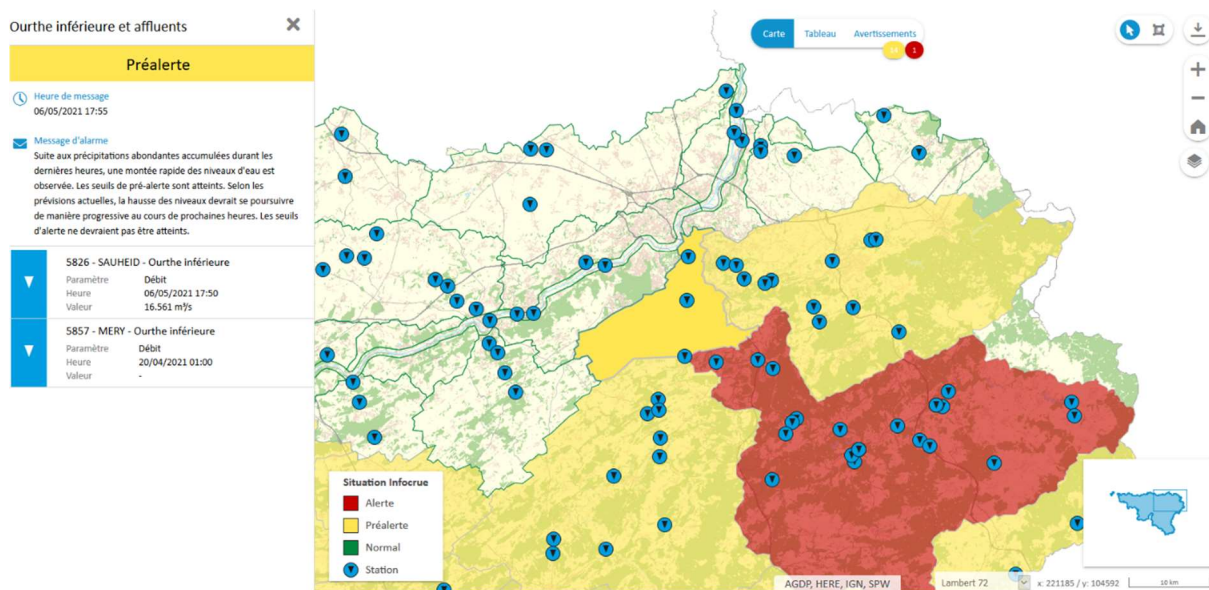 Ourthe inférieure et affluents
Préalerte
Heure de message
06/05/2021 17:55
Message d'alarme
Suite aux précipitations abondantes accumulées durant les
dernières heures, une montée rapide des niveaux d'eau est
observée. Les seuils de pré-alerte sont atteints. Selon les
prévisions actuelles, la hausse des niveaux devrait se poursuivre
de manière progressive au cours de prochaines heures. Les seuils
d'alerte ne devraient pas être atteints.
5826 - SAUHEID - Ourthe inférieure
Paramètre Débit
Heure 06/05/2021 17:50
Valeur 16.561 m³/s
5857 - MERY - Ourthe inférieure
Paramètre Débit
Heure 20/04/2021 01:00
Valeur -
Carte Tableau Avertissements
1
Situation Infocrue
Alerte
Préalerte
Normal
Station
AGDP, HERE, IGN, SPW
Lambert 72
x: 221185 / y: 104592
10 km